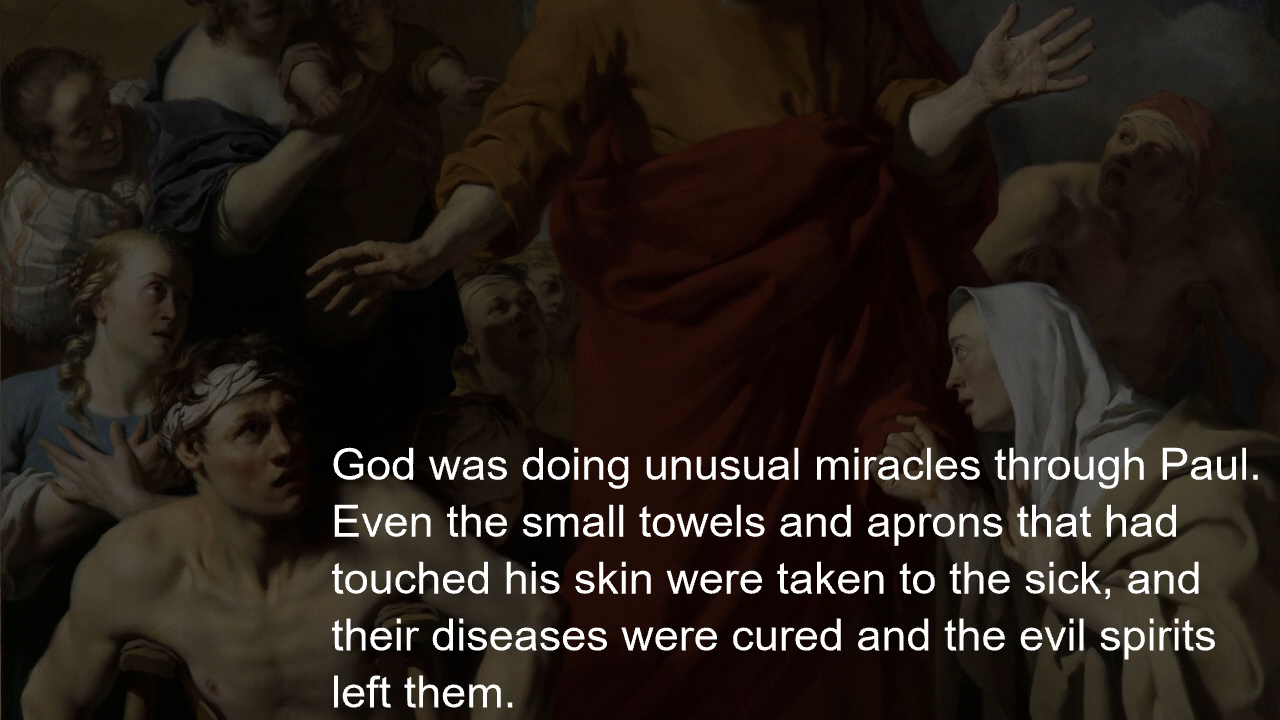 God was doing unusual miracles through Paul.
Even the small towels and aprons that had
touched his skin were taken to the sick, and
their diseases were cured and the evil spirits
left them.